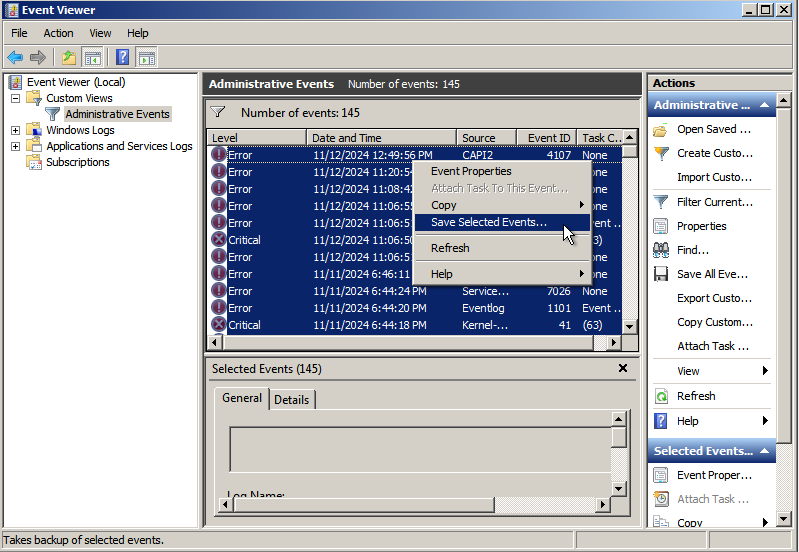 Event Viewer
File Action View Help
Event Viewer (Local)
Custom Views
Administrative Events
Windows Logs
Applications and Services Logs
Subscriptions
Administrative Events Number of events: 145
Number of events: 145
Level Date and Time Source Event ID Task C...
Error 11/12/2024 12:49:56 PM CAPI2 4107 None
Error 11/12/2024 11:20:54 None
Error 11/12/2024 11:08:42 None
Error 11/12/2024 11:06:55 None
Error 11/12/2024 11:06:51 Event ...
Critical 11/12/2024 11:06:50 (63)
Error 11/12/2024 11:06:51 None
Error 11/11/2024 6:46:11 None
Error 11/11/2024 6:44:24 PM Service... 7026 None
Error 11/11/2024 6:44:20 PM Eventlog 1101 Event ...
Critical 11/11/2024 6:44:18 PM Kernel-... 41 (63)
Event Properties
Attach Task To This Event...
Copy
Save Selected Events...
Refresh
Help
Selected Events (145)
General Details
Log Name:
Actions
Administrative ...
Open Saved ...
Create Custo...
Import Custo...
Filter Current...
Properties
Find...
Save All Eve...
Export Custo...
Copy Custom...
Attach Task ...
View
Refresh
Help
Selected Events...
Event Proper...
Attach Task ...
Copy
Takes backup of selected events.